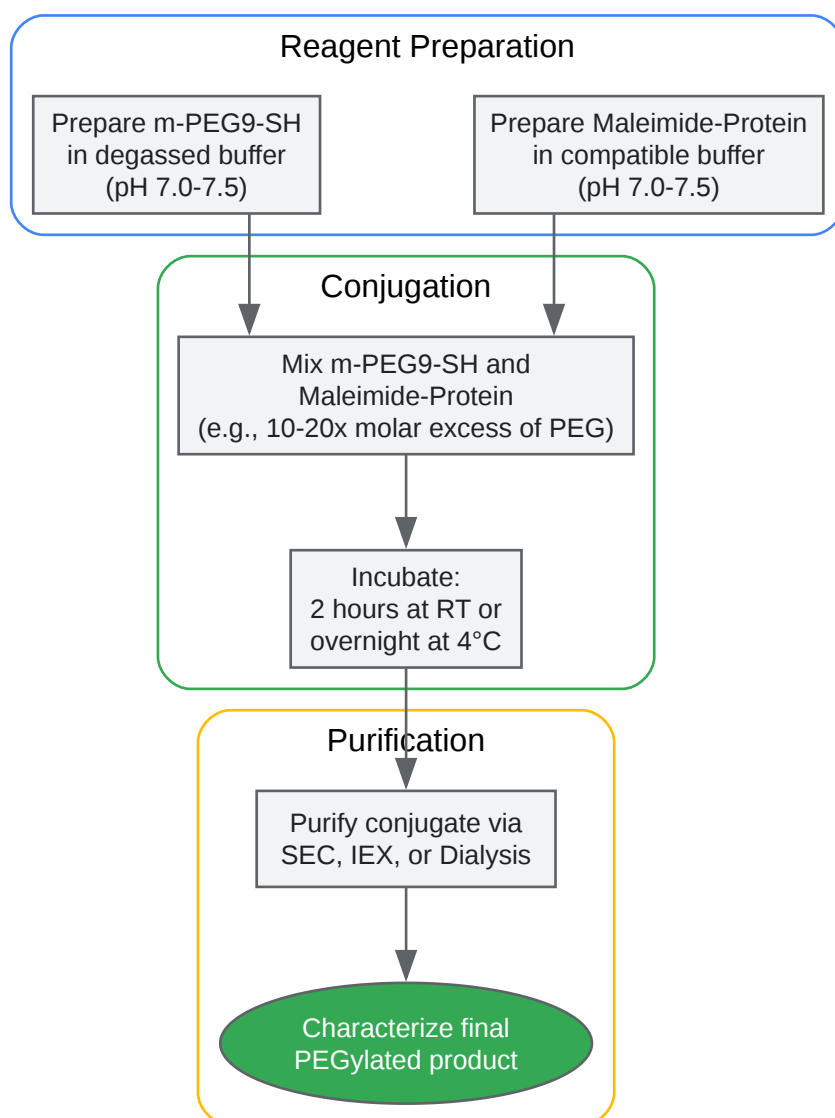 Reagent Preparation
Prepare m-PEG9-SH
in degassed buffer
(pH 7.0-7.5)
Prepare Maleimide-Protein
in compatible buffer
(pH 7.0-7.5)
Conjugation
Mix m-PEG9-SH and
Maleimide-Protein
(e.g., 10-20x molar excess of PEG)
Incubate:
2 hours at RT or
overnight at 4°C
Purification
Purify conjugate via
SEC, IEX, or Dialysis
Characterize final
PEGylated product